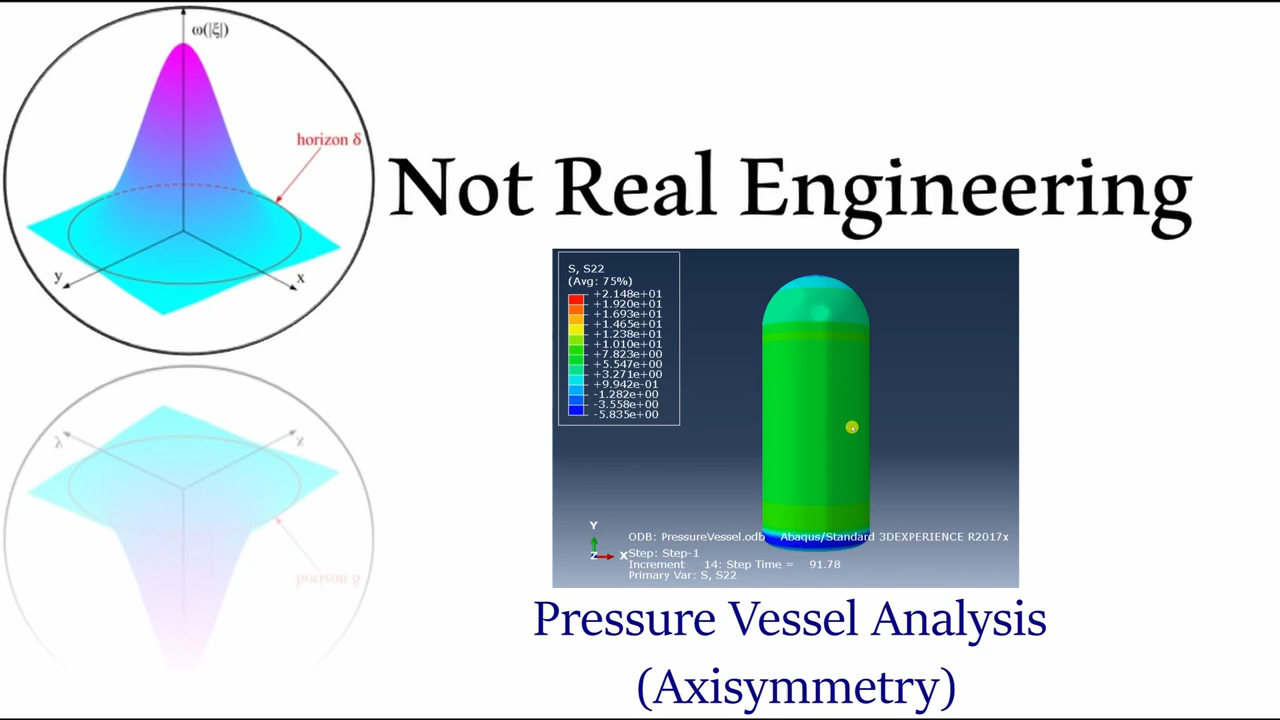 ω(|ξ|)
horizon δ
y
x
Not Real Engineering
S, S22
(Avg: 75%)
+2.148e+01
+1.920e+01
+1.693e+01
+1.465e+01
+1.238e+01
+1.010e+01
+7.823e+00
+5.547e+00
+3.271e+00
+9.942e-01
-1.282e+00
-3.558e+00
-5.835e+00
Y
Z X
ODB: PressureVessel.odb Abaqus/Standard 3DEXPERIENCE R2017x
Step: Step-1
Increment 14: Step Time = 91.78
Primary Var: S, S22
Pressure Vessel Analysis
(Axisymmetry)
y
x
horizon δ